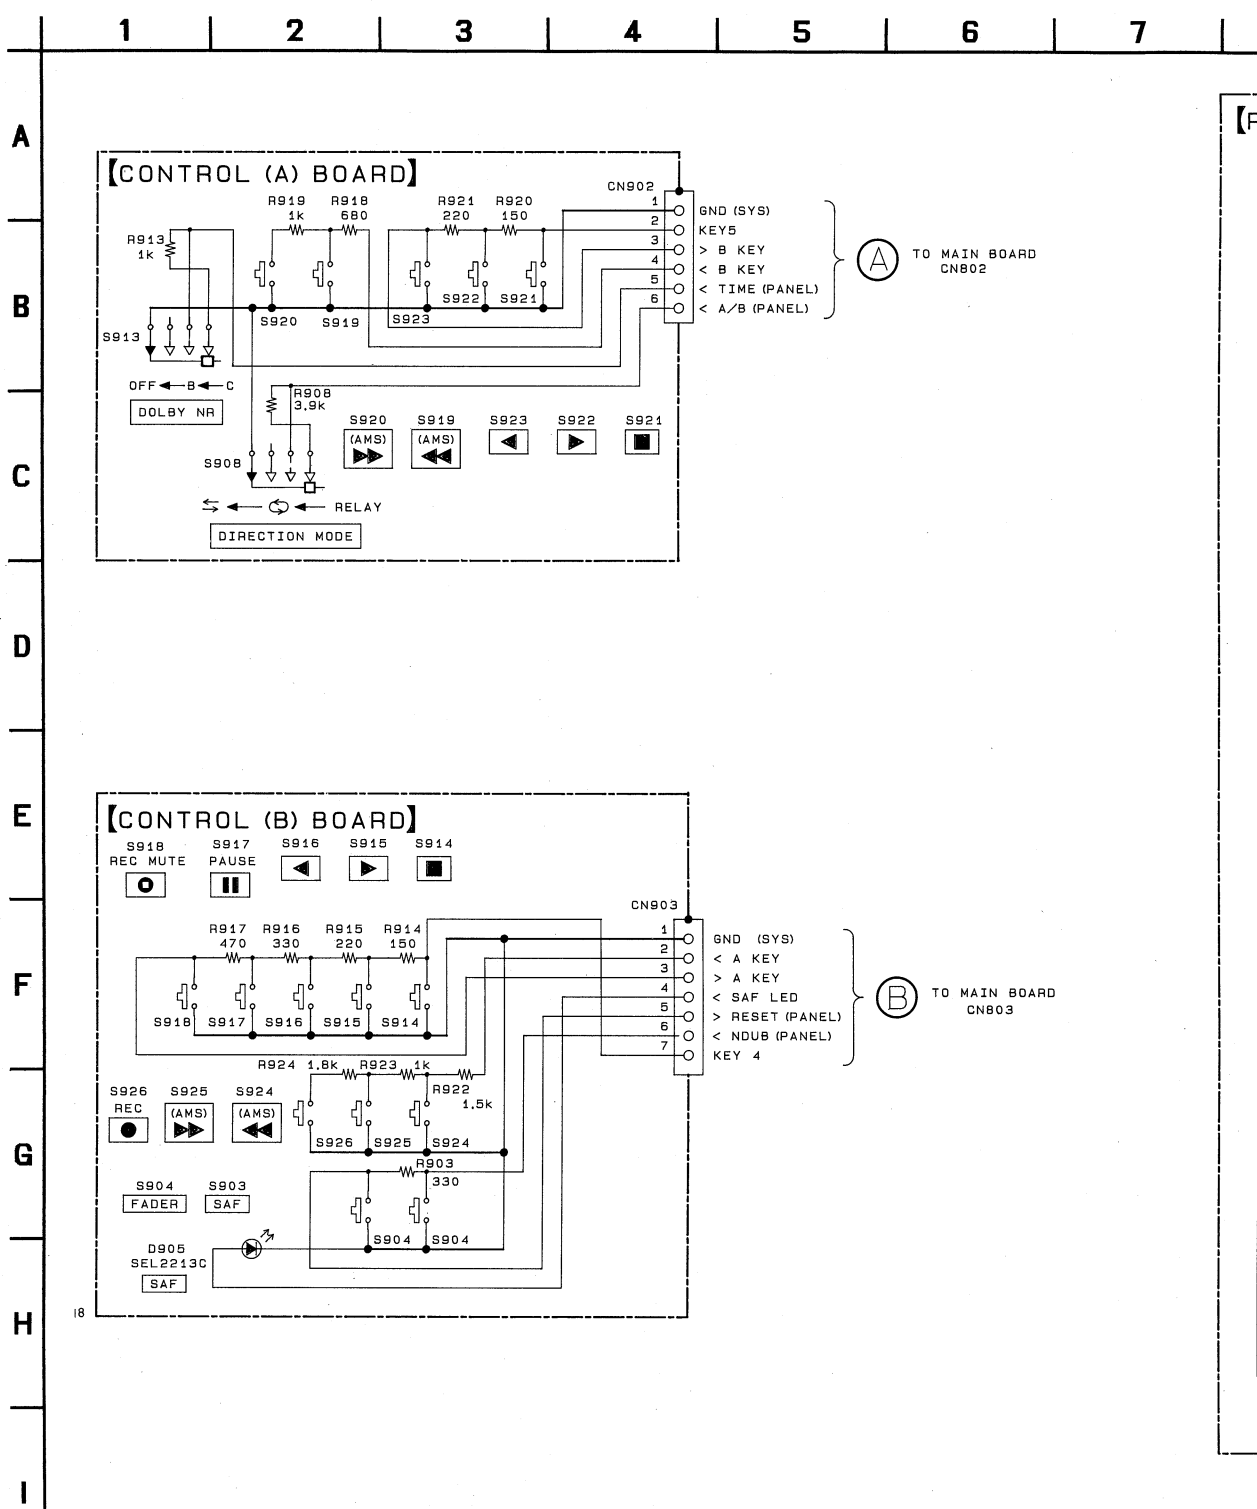 1 2 3 4 5 6 7
A
B
C
D
E
F
G
H
I
【CONTROL (A) BOARD】
CN902
R919
1k
R918
680
R921
220
R920
150
R913
1k
1
2
3
4
5
6
GND (SYS)
KEY5
> B KEY
< B KEY
< TIME (PANEL)
< A/B (PANEL)
A
TO MAIN BOARD
CN802
S922 S921
S920 S919 S923
S913
OFF B C
DOLBY NR
R908
3.9k
S920
(AMS)
S919
(AMS)
S923
S922
S921
S908
RELAY
DIRECTION MODE
【CONTROL (B) BOARD】
S918
REC MUTE
S917
PAUSE
S916
S915
S914
CN903
R917
470
R916
330
R915
220
R914
150
1
2
3
4
5
6
7
GND (SYS)
< A KEY
> A KEY
< SAF LED
> RESET (PANEL)
< NDUB (PANEL)
KEY 4
B
TO MAIN BOARD
CN803
S918 S917 S916 S915 S914
R924 1.8k R923 1k
R922
1.5k
S926
REC
S925
(AMS)
S924
(AMS)
S926 S925 S924
R903
330
S904
FADER
S903
SAF
S904 S904
D905
SEL2213C
SAF
18